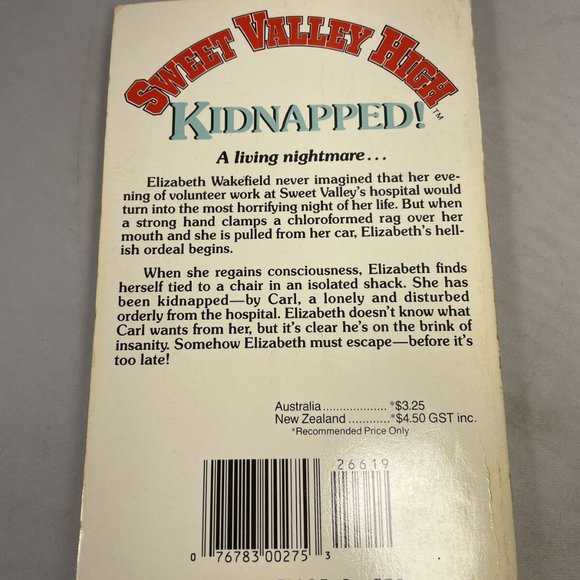 SWEET VALLEY HIGH™
KIDNAPPED!
A living nightmare...
Elizabeth Wakefield never imagined that her eve-
ning of volunteer work at Sweet Valley's hospital would
turn into the most horrifying night of her life. But when
a strong hand clamps a chloroformed rag over her
mouth and she is pulled from her car, Elizabeth's hell-
ish ordeal begins.
When she regains consciousness, Elizabeth finds
herself tied to a chair in an isolated shack. She has
been kidnapped—by Carl, a lonely and disturbed
orderly from the hospital. Elizabeth doesn't know what
Carl wants from her, but it's clear he's on the brink of
insanity. Somehow Elizabeth must escape—before it's
too late!
Australia ................... *$3.25
New Zealand ............ *$4.50 GST inc.
*Recommended Price Only
26619
0 76783 00275 3